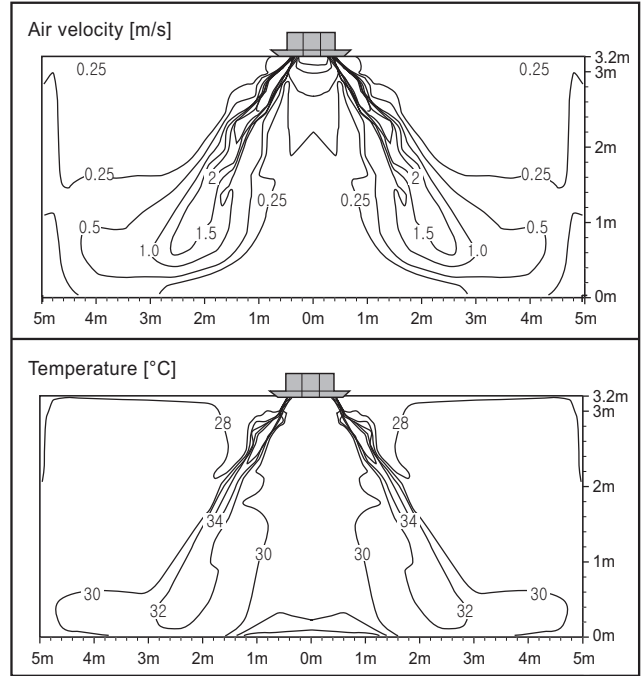 Air velocity [m/s]
3.2m
0.25 0.25 3m
2m
0.25 2 2 0.25
0.25 0.25
0.5 1.5 1.5 0.5 1m
1.0 1.0
0m
5m 4m 3m 2m 1m 0m 1m 2m 3m 4m 5m
Temperature [°C]
3.2m
28 28 3m
2m
34 34
30 30 1m
30 32 32 30
0m
5m 4m 3m 2m 1m 0m 1m 2m 3m 4m 5m